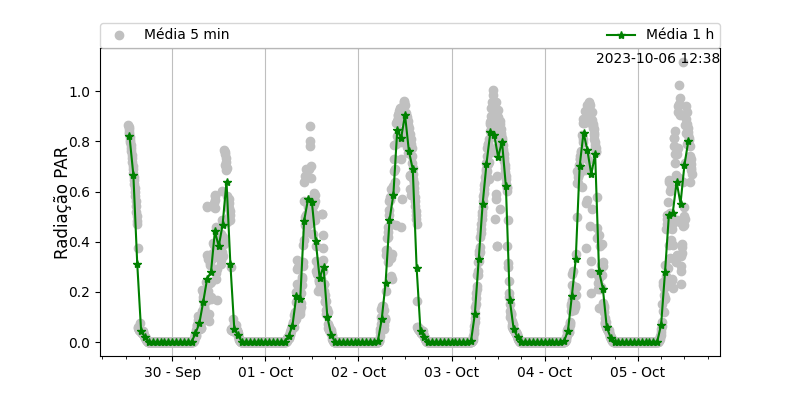 Média 5 min
Média 1 h
2023-10-06 12:38
Radiação PAR
1.0
0.8
0.6
0.4
0.2
0.0
30 - Sep
01 - Oct
02 - Oct
03 - Oct
04 - Oct
05 - Oct